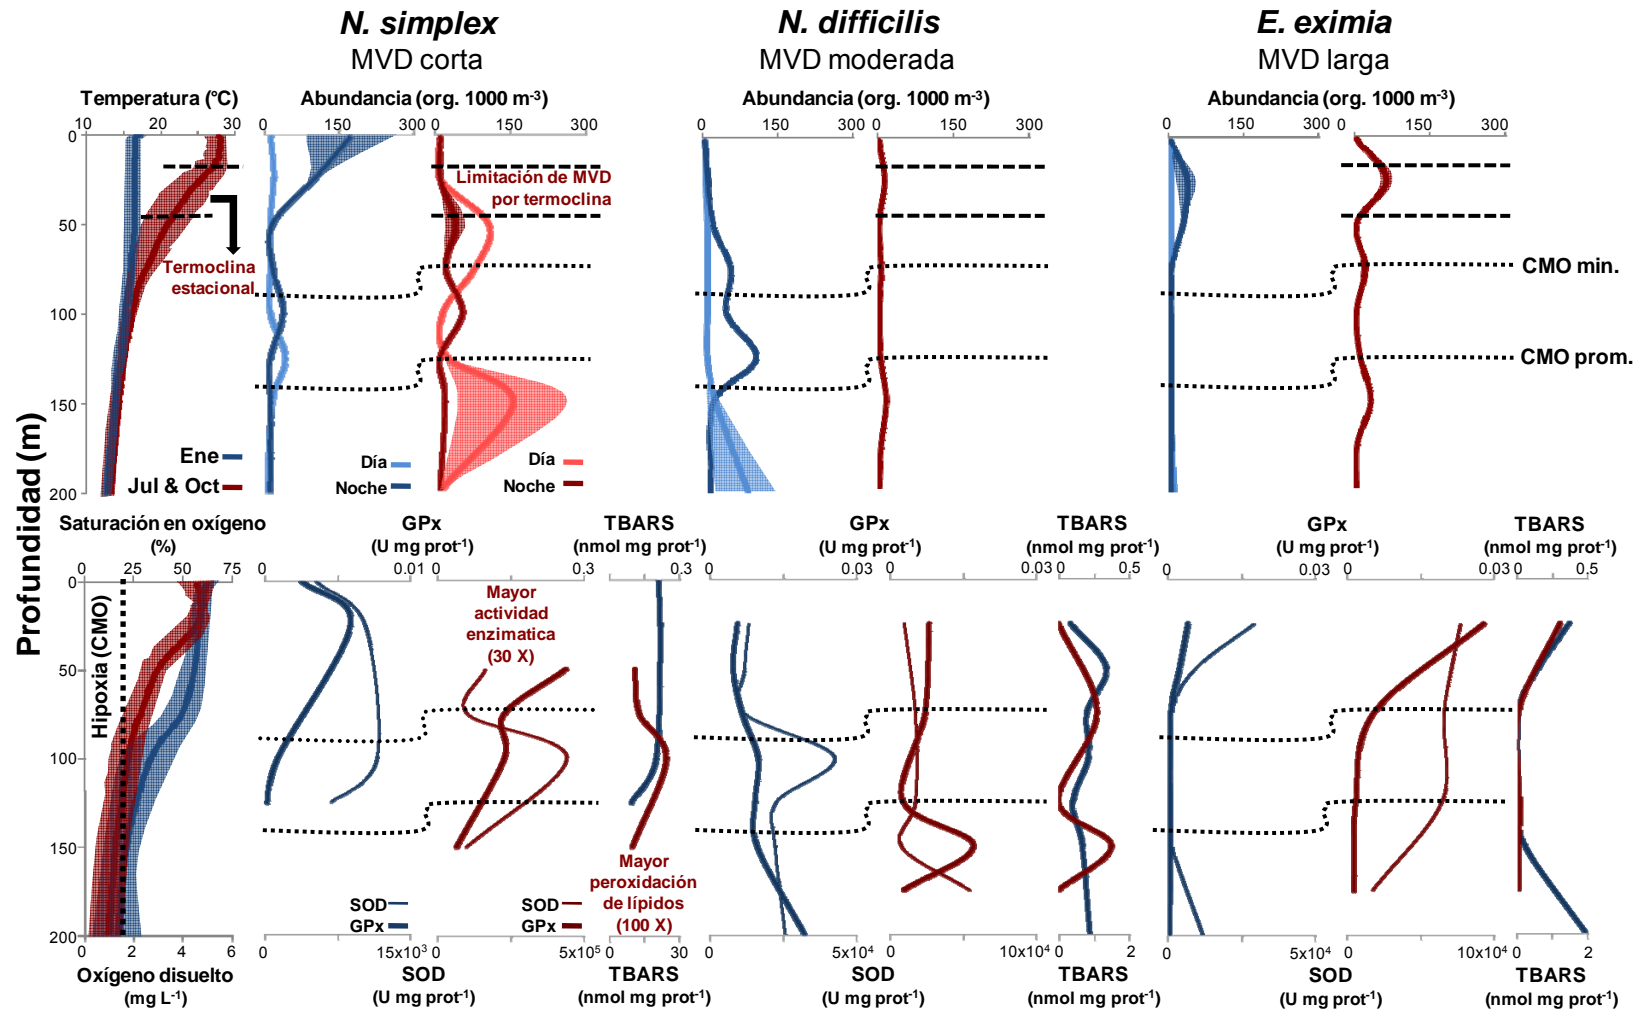 N. simplex
MVD corta
N. difficilis
MVD moderada
E. eximia
MVD larga
Temperatura (°C)
Abundancia (org. 1000 m-3)
Abundancia (org. 1000 m-3)
Abundancia (org. 1000 m-3)
10 20 30 0 150 300 0 150 300 0 150 300 0 150 300 0 150 300 0 150 300
0
50
100
150
200
Profundidad (m)
Limitación de MVD
por termoclina
Termoclina
estacional
CMO min.
CMO prom.
Ene
Jul & Oct
Día
Noche
Día
Noche
Saturación en oxígeno
(%)
GPx
(U mg prot-1)
TBARS
(nmol mg prot-1)
GPx
(U mg prot-1)
TBARS
(nmol mg prot-1)
GPx
(U mg prot-1)
TBARS
(nmol mg prot-1)
0 25 50 75 0 0.01 0 0.3 0 0.3 0 0.03 0 0.03 0 0.5 0 0.03 0 0.03 0 0.5
0
50
100
150
200
Hipoxia (CMO)
Mayor
actividad
enzimatica
(30 X)
Mayor
peroxidación
de lípidos
(100 X)
SOD
GPx
SOD
GPx
0 2 4 6 0 15x10³ 0 5x10⁵ 0 30 0 5x10⁴ 0 10x10⁴ 0 2 0 5x10⁴ 0 10x10⁴ 0 2
Oxígeno disuelto
(mg L-1)
SOD
(U mg prot-1)
TBARS
(nmol mg prot-1)
SOD
(U mg prot-1)
TBARS
(nmol mg prot-1)
SOD
(U mg prot-1)
TBARS
(nmol mg prot-1)